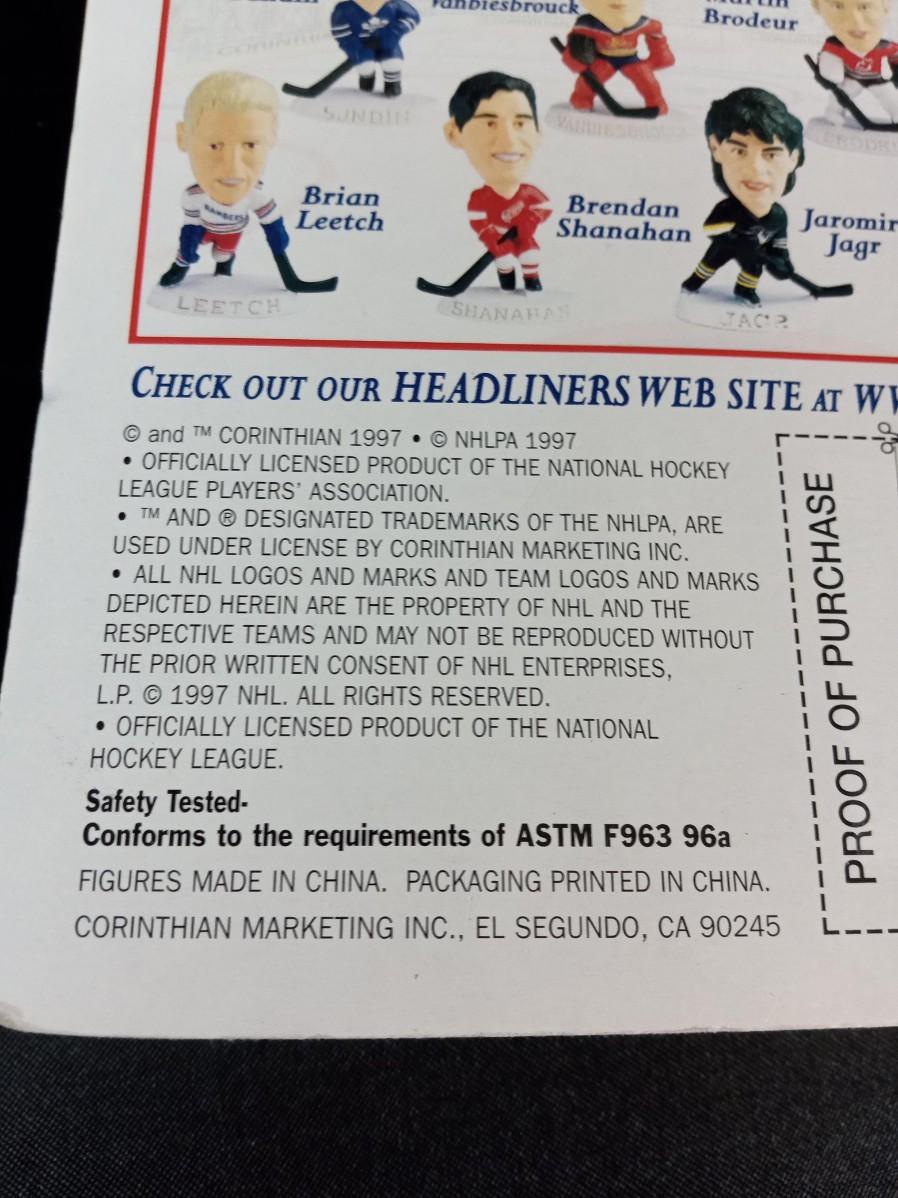 Vanbiesbrouck
Brodeur
SUNDIN
VANDIESBROUCK
Brian
Leetch
RANGERS
Brendan
Shanahan
Jaromir
Jagr
LEETCH
SHANAHAN
JAGR
CHECK OUT OUR HEADLINERS WEB SITE AT
© and ™ CORINTHIAN 1997 • © NHLPA 1997
• OFFICIALLY LICENSED PRODUCT OF THE NATIONAL HOCKEY
LEAGUE PLAYERS' ASSOCIATION.
• ™ AND ® DESIGNATED TRADEMARKS OF THE NHLPA, ARE
USED UNDER LICENSE BY CORINTHIAN MARKETING INC.
• ALL NHL LOGOS AND MARKS AND TEAM LOGOS AND MARKS
DEPICTED HEREIN ARE THE PROPERTY OF NHL AND THE
RESPECTIVE TEAMS AND MAY NOT BE REPRODUCED WITHOUT
THE PRIOR WRITTEN CONSENT OF NHL ENTERPRISES,
L.P. © 1997 NHL. ALL RIGHTS RESERVED.
• OFFICIALLY LICENSED PRODUCT OF THE NATIONAL
HOCKEY LEAGUE.
Safety Tested-
Conforms to the requirements of ASTM F963 96a
FIGURES MADE IN CHINA. PACKAGING PRINTED IN CHINA.
CORINTHIAN MARKETING INC., EL SEGUNDO, CA 90245
PROOF OF PURCHASE